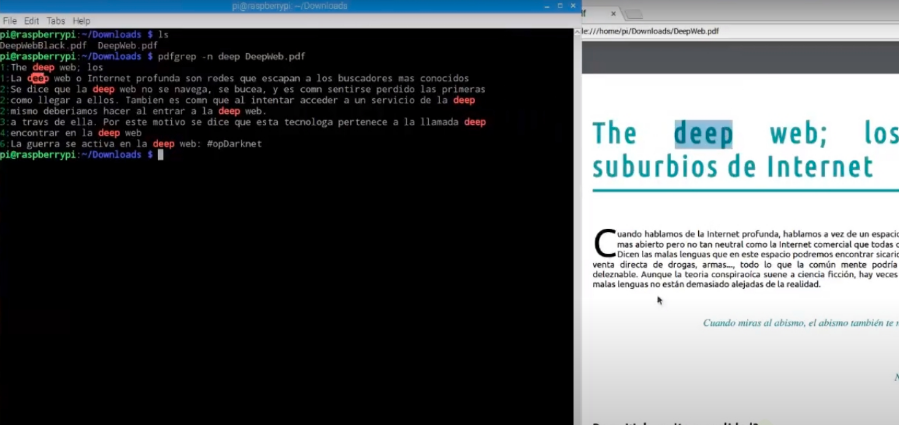 pi@raspberrypi: ~/Downloads
File Edit Tabs Help
pi@raspberrypi:~/Downloads $ ls
DeepWebBlack.pdf DeepWeb.pdf
pi@raspberrypi:~/Downloads $ pdfgrep -n deep DeepWeb.pdf
1:The deep web; los
1:La deep web o Internet profunda son redes que escapan a los buscadores mas conocidos
2:Se dice que la deep web no se navega, se bucea, y es comn sentirse perdido las primeras
2:como llegar a ellos. Tambien es comn que al intentar acceder a un servicio de la deep
2:mismo deberiamos hacer al entrar a la deep web.
3:a travs de ella. Por este motivo se dice que esta tecnologa pertenece a la llamada deep
4:encontrar en la deep web
6:La guerra se activa en la deep web: #opDarknet
pi@raspberrypi:~/Downloads $
le:///home/pi/Downloads/DeepWeb.pdf
The deep web; los
suburbios de Internet
Cuando hablamos de la Internet profunda, hablamos a vez de un espacio
mas abierto pero no tan neutral como la Internet comercial que todas
Dicen las malas lenguas que en este espacio podremos encontrar sicario
venta directa de drogas, armas..., todo lo que la común mente podría
deleznable. Aunque la teoria conspiraoica suene a ciencia ficción, hay veces
malas lenguas no están demasiado alejadas de la realidad.
Cuando miras al abismo, el abismo también te